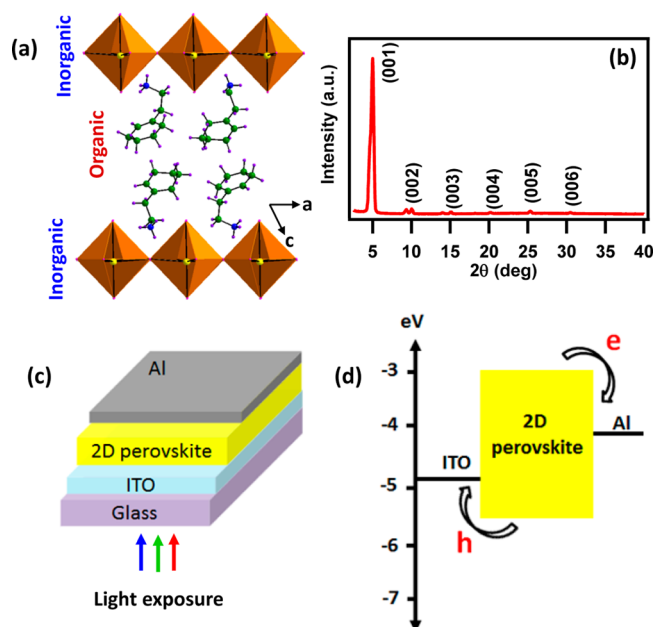 (a)
Inorganic
Organic
Inorganic
a
c
(b)
Intensity (a.u.)
(001)
(002)
(003)
(004)
(005)
(006)
5 10 15 20 25 30 35 40
2θ (deg)
(c)
Al
2D perovskite
ITO
Glass
Light exposure
(d)
eV
-3
-4
-5
-6
-7
ITO
2D
perovskite
Al
e
h